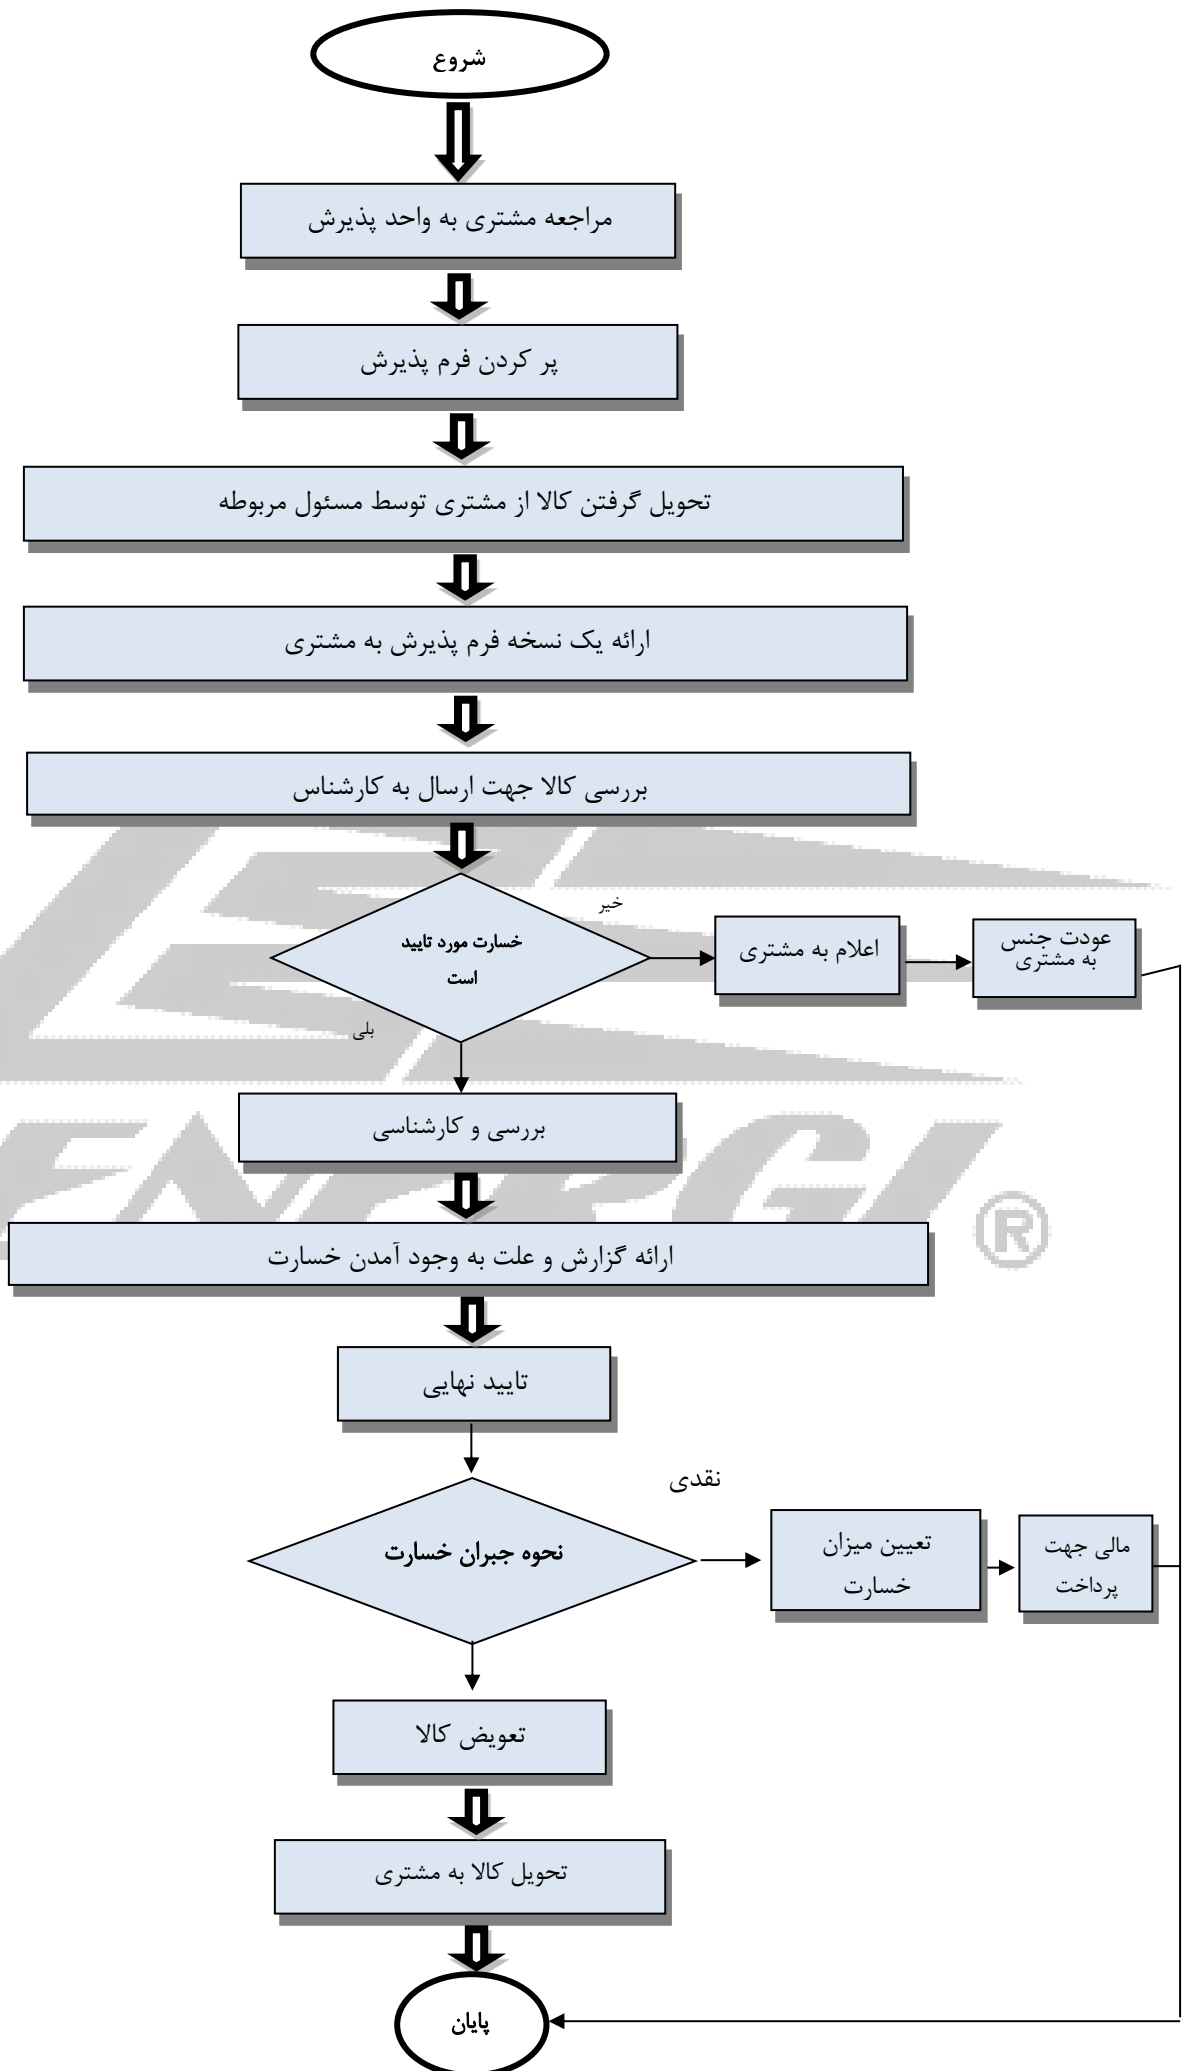 شروع
مراجعه مشتری به واحد پذیرش
پر کردن فرم پذیرش
تحویل گرفتن کالا از مشتری توسط مسئول مربوطه
ارائه یک نسخه فرم پذیرش به مشتری
بررسی کالا جهت ارسال به کارشناس
خسارت مورد تایید
است
خیر
اعلام به مشتری
عودت جنس
به مشتری
بلی
بررسی و کارشناسی
ارائه گزارش و علت به وجود آمدن خسارت
تایید نهایی
نقدی
نحوه جبران خسارت
تعیین میزان
خسارت
مالی جهت
پرداخت
تعویض کالا
تحویل کالا به مشتری
پایان
ENERGI®